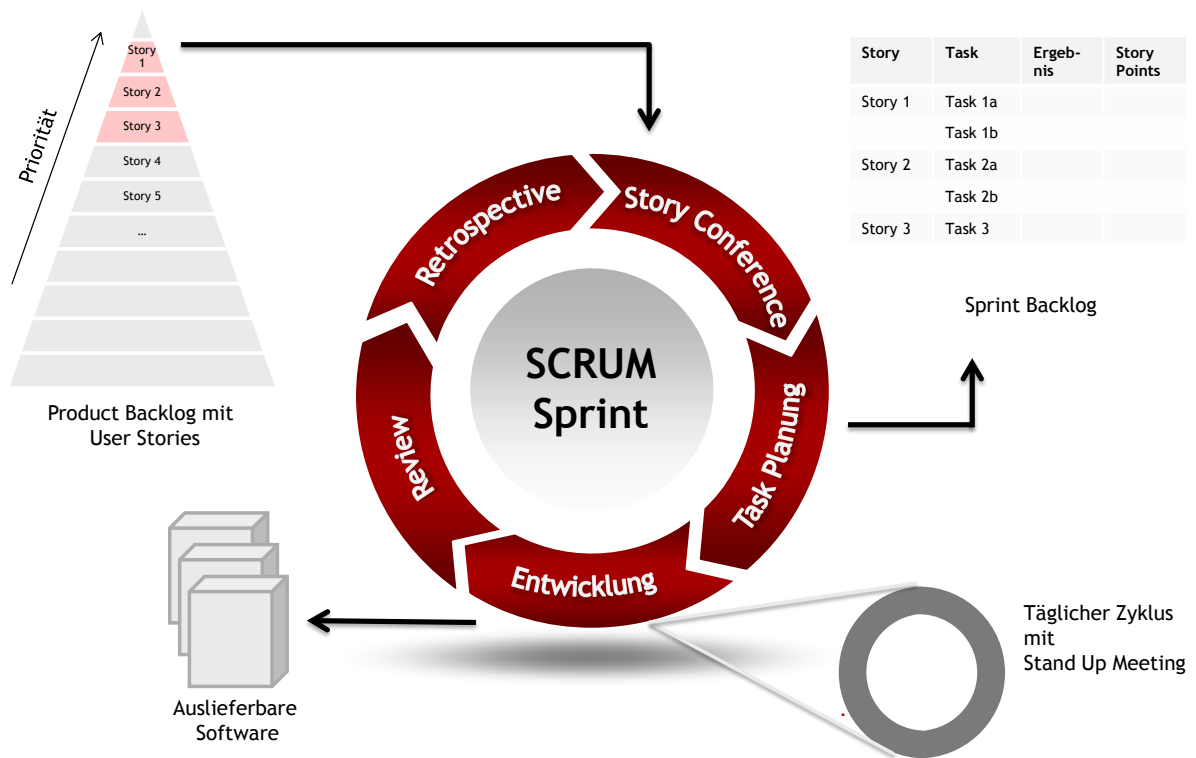 Story
1
Story 2
Story 3
Story 4
Story 5
...
Priorität
Product Backlog mit
User Stories
Story Task Ergeb-
nis Story
Points
Story 1 Task 1a
Task 1b
Story 2 Task 2a
Task 2b
Story 3 Task 3
Sprint Backlog
Retrospective
Story Conference
SCRUM
Sprint
Task Planung
Review
Entwicklung
Auslieferbare
Software
Täglicher Zyklus
mit
Stand Up Meeting